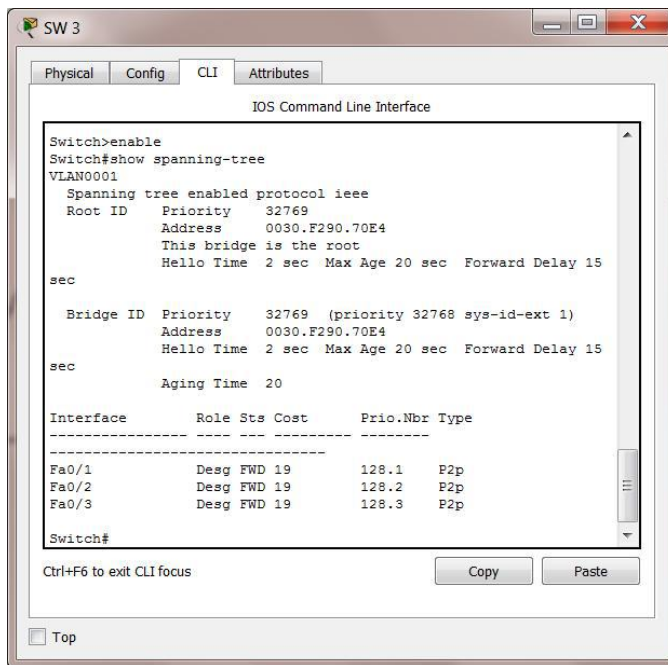 SW 3
Physical Config CLI Attributes
IOS Command Line Interface
Switch>enable
Switch#show spanning-tree
VLAN0001
  Spanning tree enabled protocol ieee
  Root ID    Priority    32769
             Address     0030.F290.70E4
             This bridge is the root
             Hello Time  2 sec  Max Age 20 sec  Forward Delay 15
sec

  Bridge ID  Priority    32769  (priority 32768 sys-id-ext 1)
             Address     0030.F290.70E4
             Hello Time  2 sec  Max Age 20 sec  Forward Delay 15
sec
             Aging Time  20

Interface        Role Sts Cost      Prio.Nbr Type
---------------- ---- --- --------- --------
--------------------------------
Fa0/1            Desg FWD 19        128.1    P2p
Fa0/2            Desg FWD 19        128.2    P2p
Fa0/3            Desg FWD 19        128.3    P2p

Switch#
Ctrl+F6 to exit CLI focus Copy Paste
Top